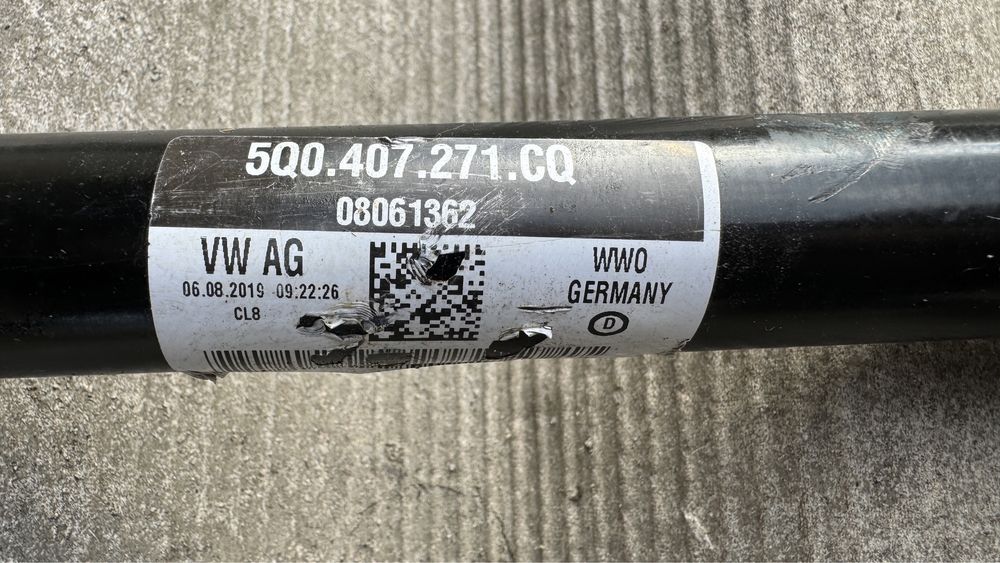 5Q0.407.271.CQ
08061362
VW AG
06.08.2019 09:22:26
CL8
WWO
GERMANY
D